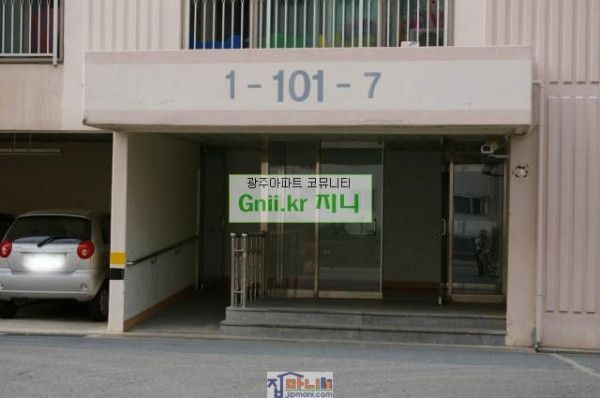 1-101-7
광주아파트 코뮤니티
Gnii.kr 지니
집마니
jipmani.com